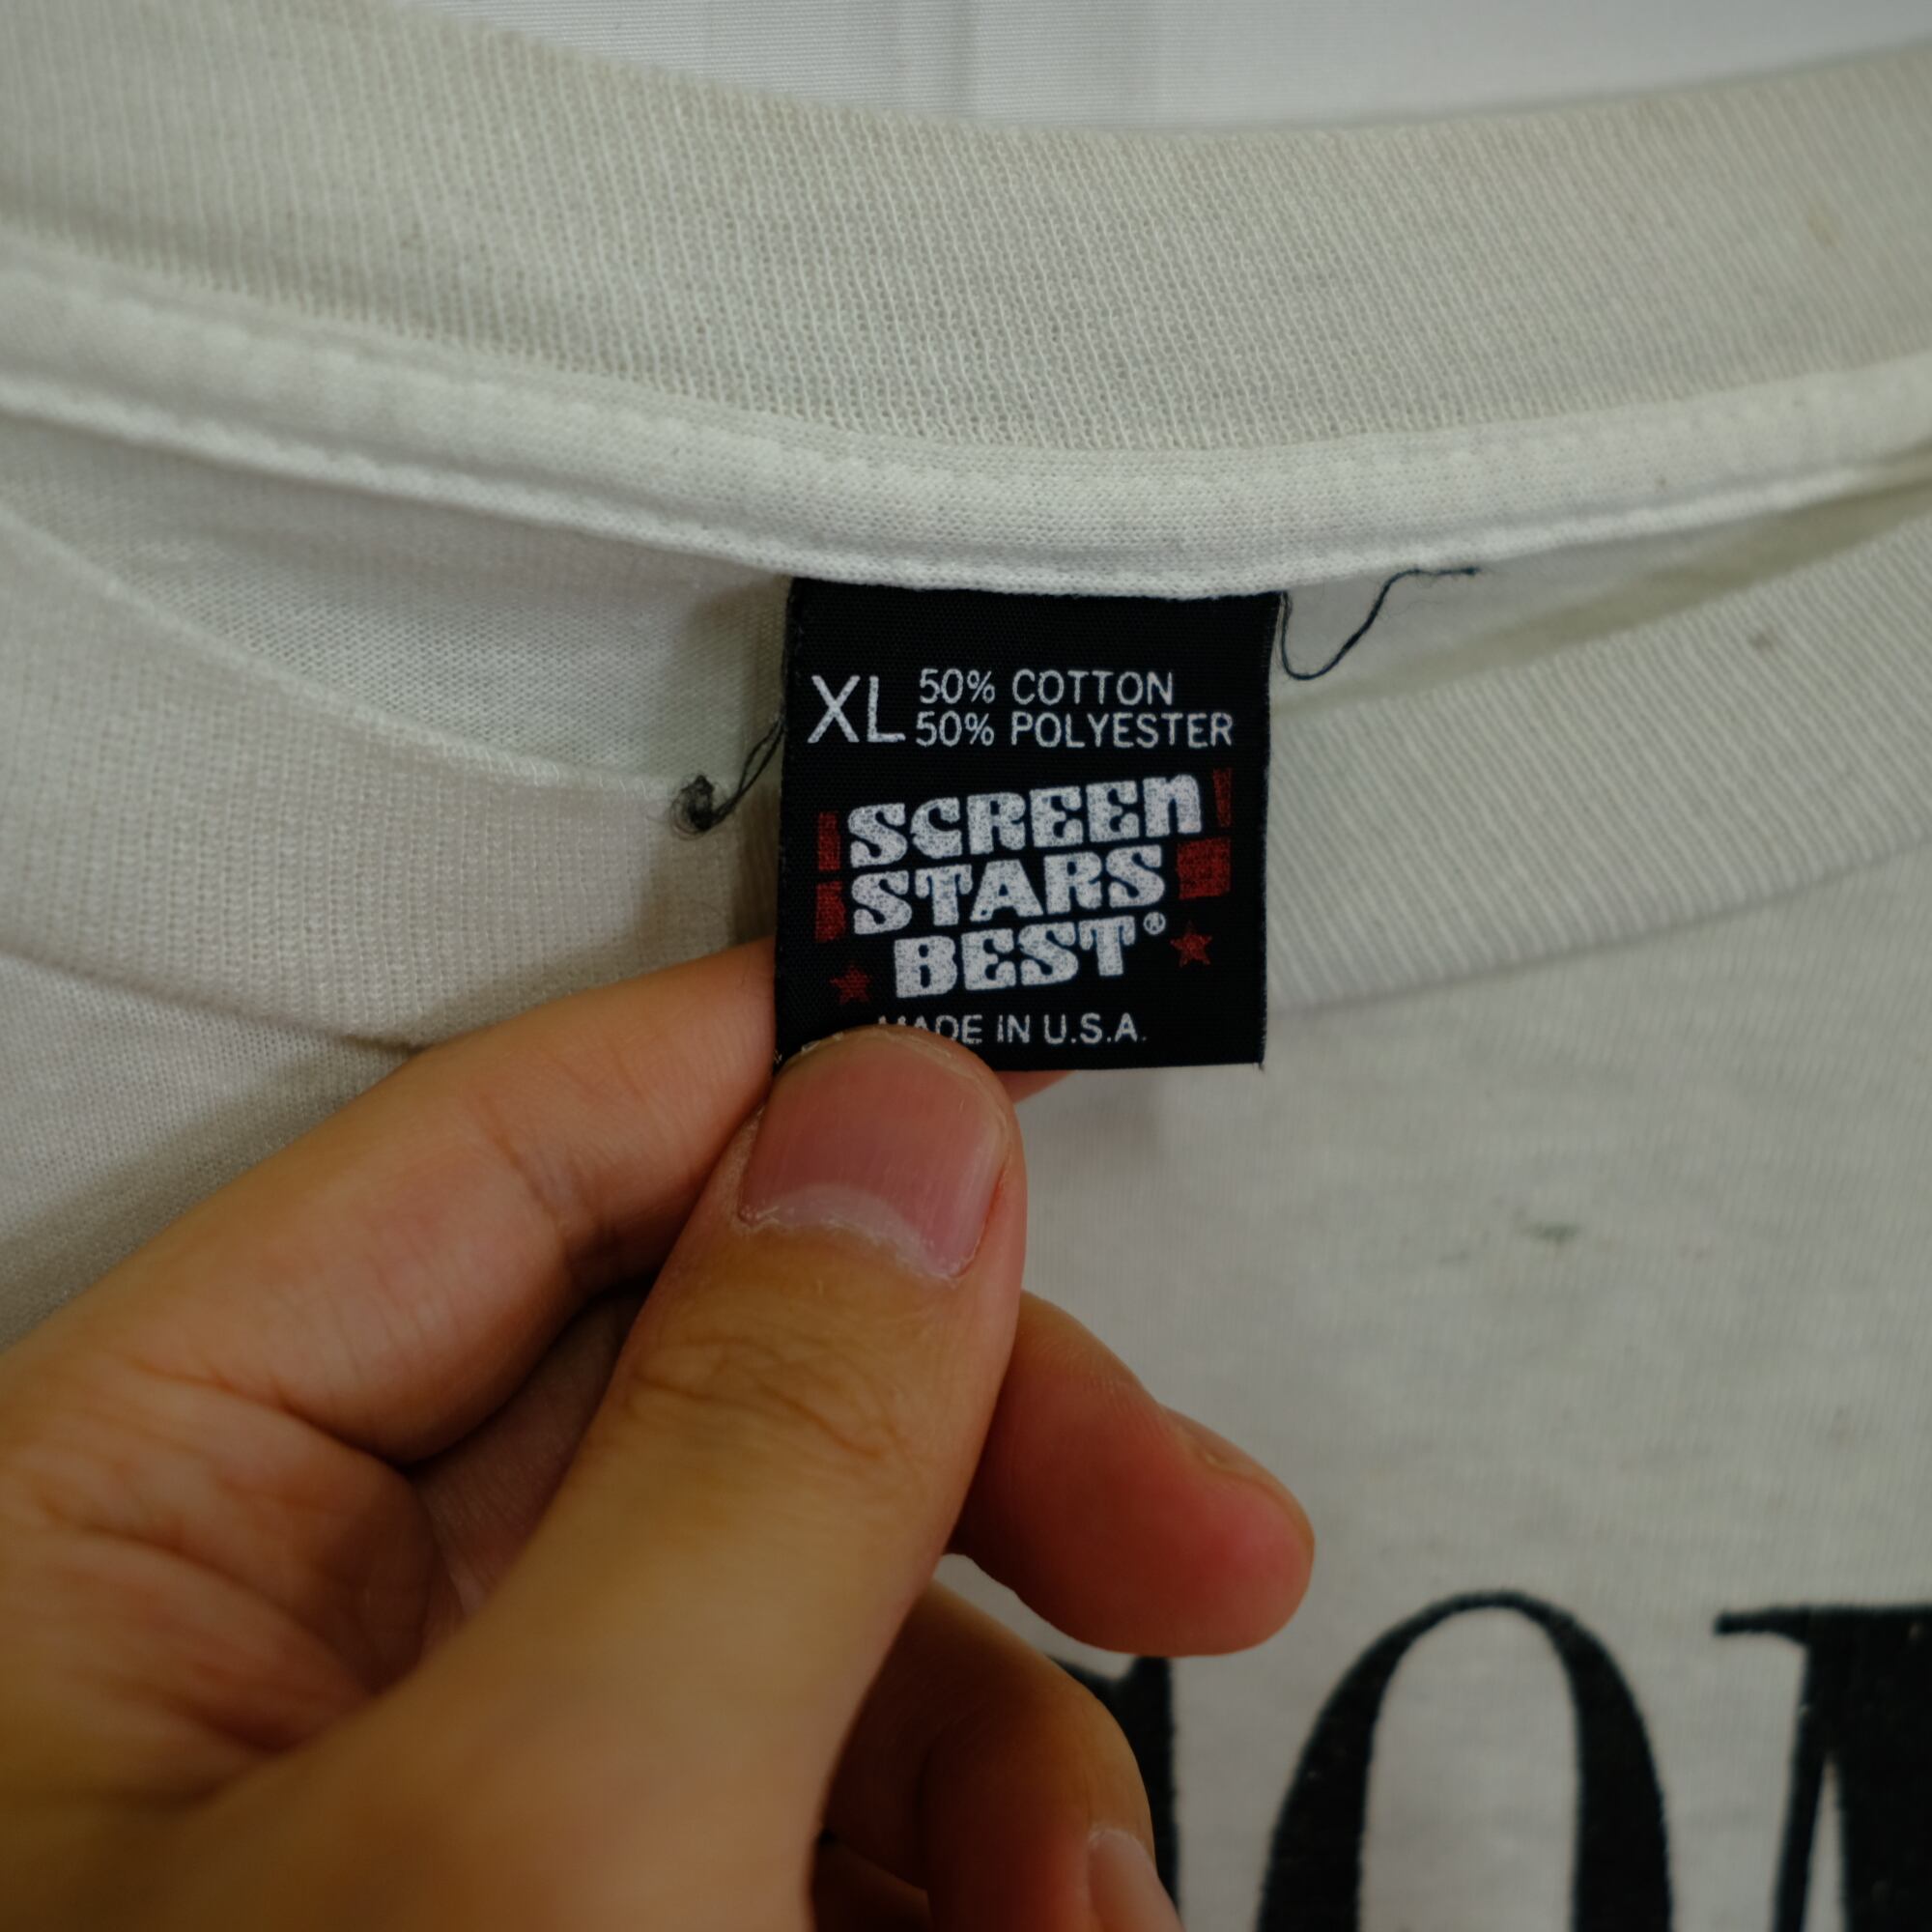 XL 50% COTTON
50% POLYESTER
SCREEN
STARS
BEST®
MADE IN U.S.A.